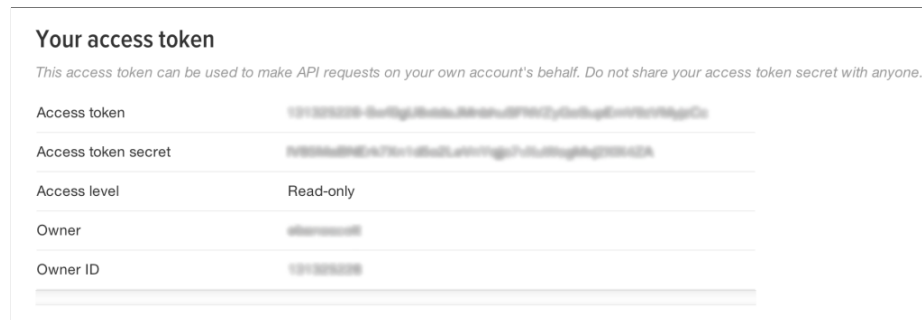 Your access token
This access token can be used to make API requests on your own account's behalf. Do not share your access token secret with anyone.
Access token
Access token secret
Access level Read-only
Owner
Owner ID